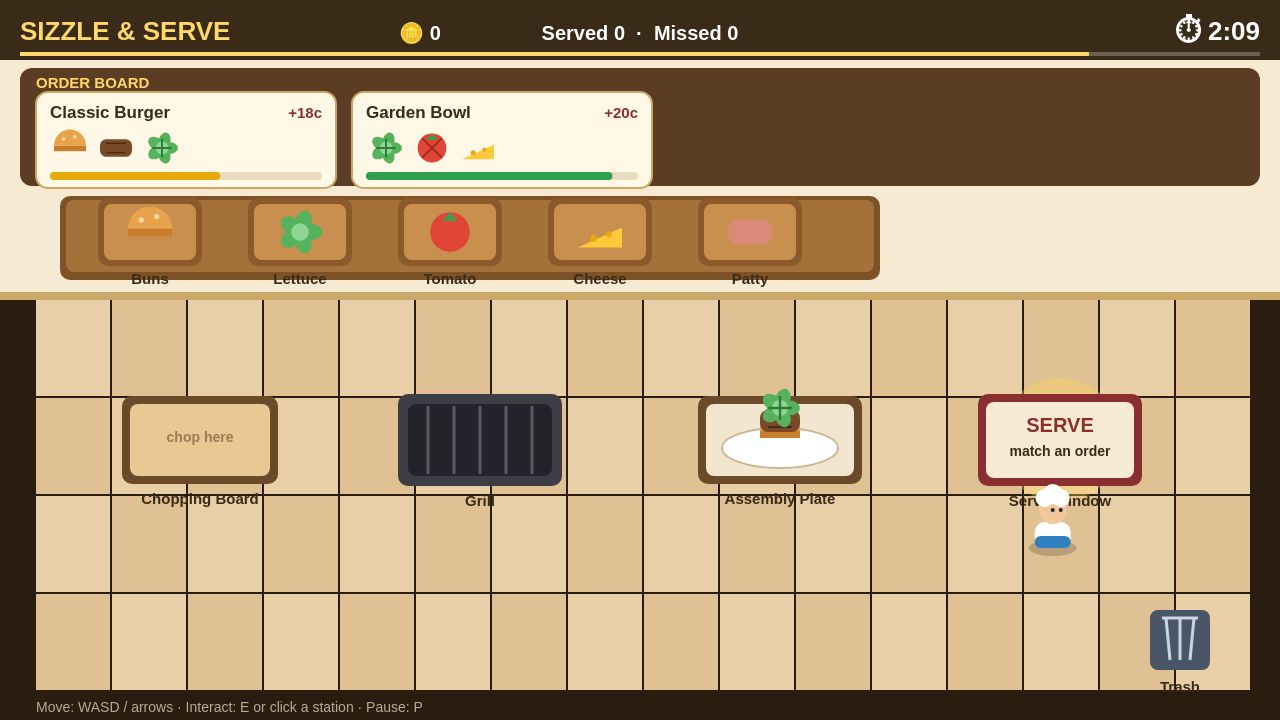 SIZZLE & SERVE
0
Served 0 · Missed 0
2:09
ORDER BOARD
Classic Burger
+18c
Garden Bowl
+20c
Buns
Lettuce
Tomato
Cheese
Patty
chop here
Chopping Board
Grill
Assembly Plate
SERVE
match an order
Trash
Move: WASD / arrows · Interact: E or click a station · Pause: P